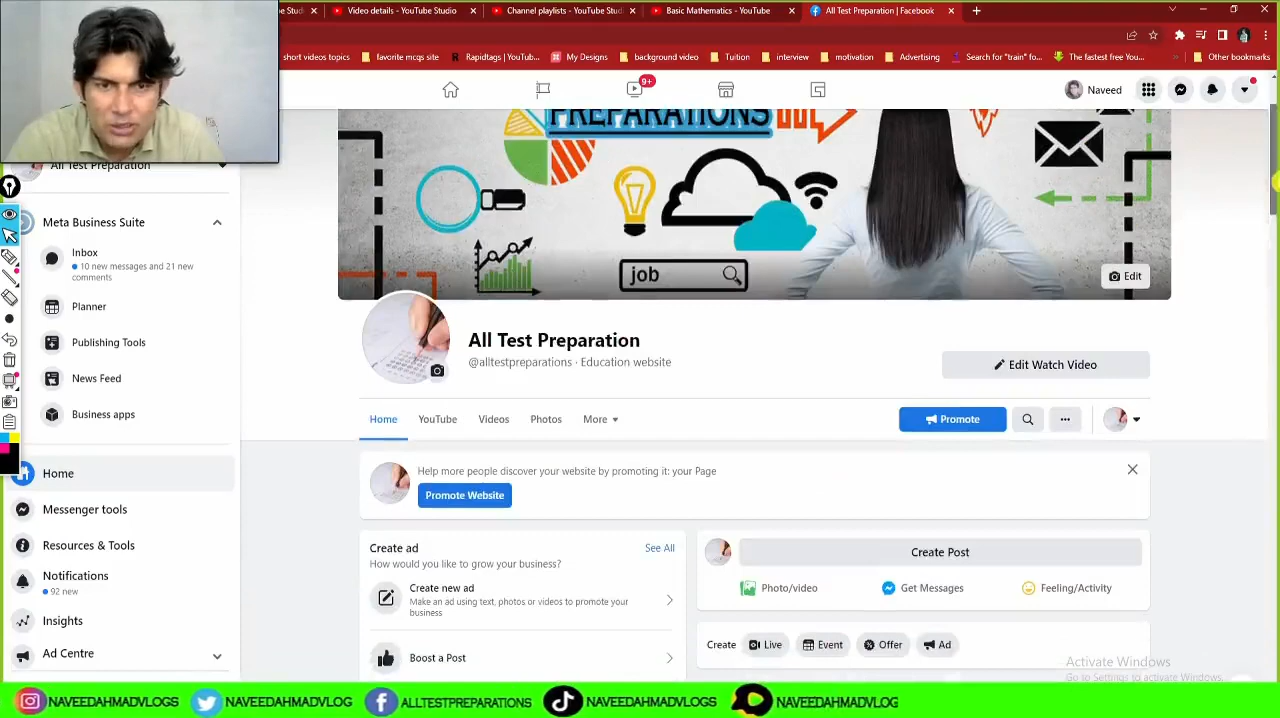 e Stud
Video details - YouTube Studio
Channel playlists - YouTube Stu
Basic Mathematics - YouTube
All Test Preparation | Facebook
short videos topics
favorite mcqs site
Rapidtags | YouTub...
My Designs
background video
Tuition
interview
motivation
Advertising
Search for "train" fo...
The fastest free You...
Other bookmarks
9+
Naveed
PREPARATIONS
job
Edit
All Test Preparation
Meta Business Suite
Inbox
10 new messages and 21 new
comments
Planner
Publishing Tools
News Feed
Business apps
Home
Messenger tools
Resources & Tools
Notifications
92 new
Insights
Ad Centre
All Test Preparation
@alltestpreparations · Education website
Edit Watch Video
Home
YouTube
Videos
Photos
More
Promote
Help more people discover your website by promoting it: your Page
Promote Website
Create ad
See All
How would you like to grow your business?
Create new ad
Make an ad using text, photos or videos to promote your
business
Boost a Post
Create Post
Photo/video
Get Messages
Feeling/Activity
Create
Live
Event
Offer
Ad
Activate Windows
Go to Settings to activate Windows.
NAVEEDAHMADVLOGS
NAVEEDAHMADVLOG
ALLTESTPREPARATIONS
NAVEEDAHMADVLOGS
NAVEEDAHMADVLOG